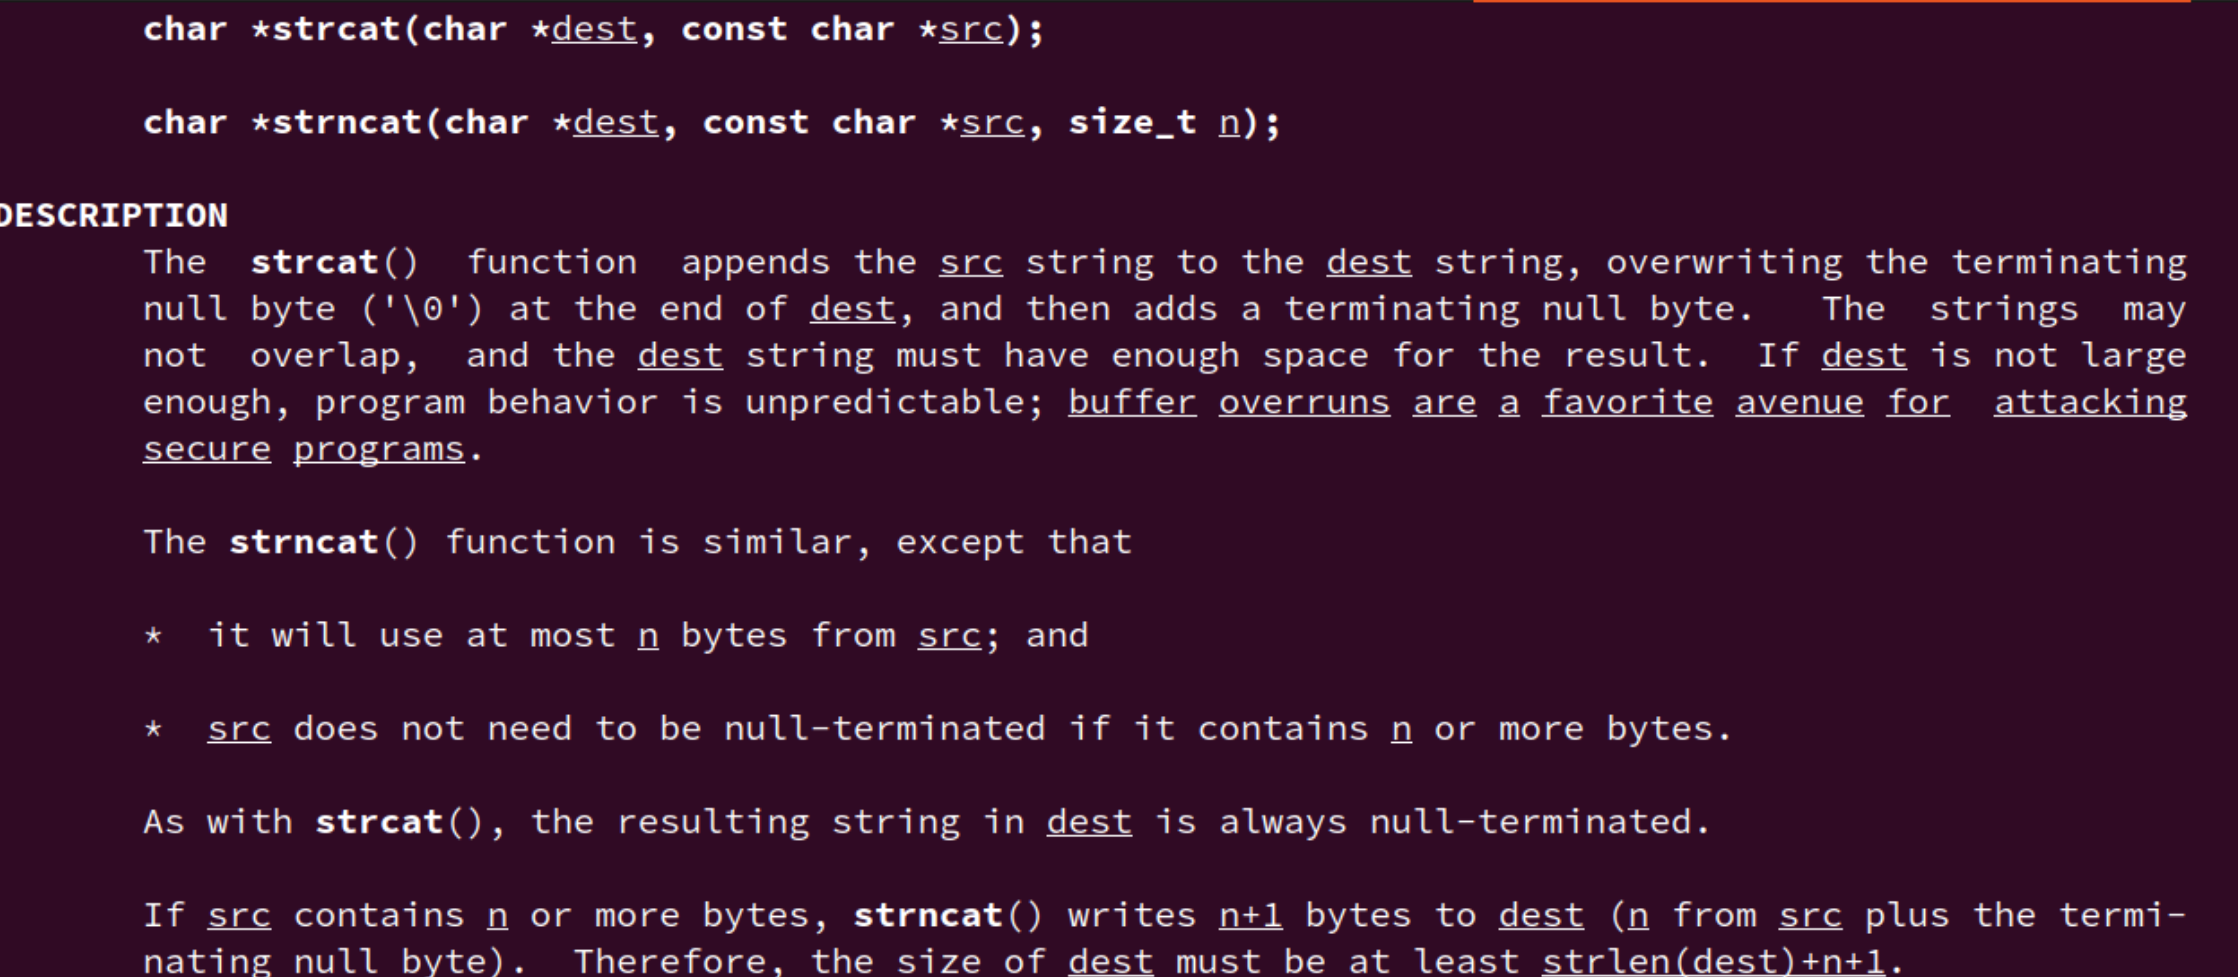 char *strcat(char *dest, const char *src);
char *strncat(char *dest, const char *src, size_t n);
DESCRIPTION
The strcat() function appends the src string to the dest string, overwriting the terminating
null byte ('\0') at the end of dest, and then adds a terminating null byte. The strings may
not overlap, and the dest string must have enough space for the result. If dest is not large
enough, program behavior is unpredictable; buffer overruns are a favorite avenue for attacking
secure programs.
The strncat() function is similar, except that
* it will use at most n bytes from src; and
* src does not need to be null-terminated if it contains n or more bytes.
As with strcat(), the resulting string in dest is always null-terminated.
If src contains n or more bytes, strncat() writes n+1 bytes to dest (n from src plus the termi-
nating null byte). Therefore, the size of dest must be at least strlen(dest)+n+1.